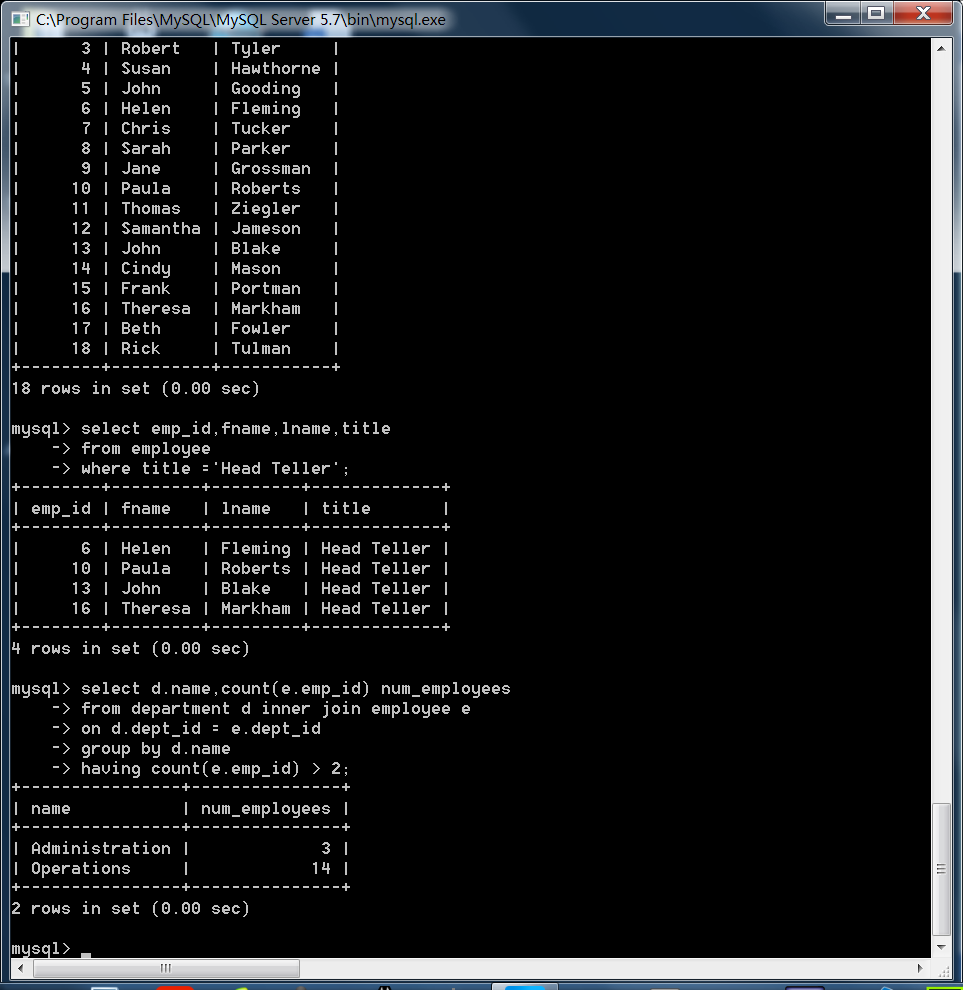 C:\Program Files\MySQL\MySQL Server 5.7\bin\mysql.exe
|      3 | Robert   | Tyler     |
|      4 | Susan    | Hawthorne |
|      5 | John     | Gooding   |
|      6 | Helen    | Fleming   |
|      7 | Chris    | Tucker    |
|      8 | Sarah    | Parker    |
|      9 | Jane     | Grossman  |
|     10 | Paula    | Roberts   |
|     11 | Thomas   | Ziegler   |
|     12 | Samantha | Jameson   |
|     13 | John     | Blake     |
|     14 | Cindy    | Mason     |
|     15 | Frank    | Portman   |
|     16 | Theresa  | Markham   |
|     17 | Beth     | Fowler    |
|     18 | Rick     | Tulman    |
+--------+----------+-----------+
18 rows in set (0.00 sec)
mysql> select emp_id,fname,lname,title
    -> from employee
    -> where title ='Head Teller';
+--------+---------+---------+-------------+
| emp_id | fname   | lname   | title       |
+--------+---------+---------+-------------+
|      6 | Helen   | Fleming | Head Teller |
|     10 | Paula   | Roberts | Head Teller |
|     13 | John    | Blake   | Head Teller |
|     16 | Theresa | Markham | Head Teller |
+--------+---------+---------+-------------+
4 rows in set (0.00 sec)
mysql> select d.name,count(e.emp_id) num_employees
    -> from department d inner join employee e
    -> on d.dept_id = e.dept_id
    -> group by d.name
    -> having count(e.emp_id) > 2;
+----------------+---------------+
| name           | num_employees |
+----------------+---------------+
| Administration |             3 |
| Operations     |            14 |
+----------------+---------------+
2 rows in set (0.00 sec)
mysql> _